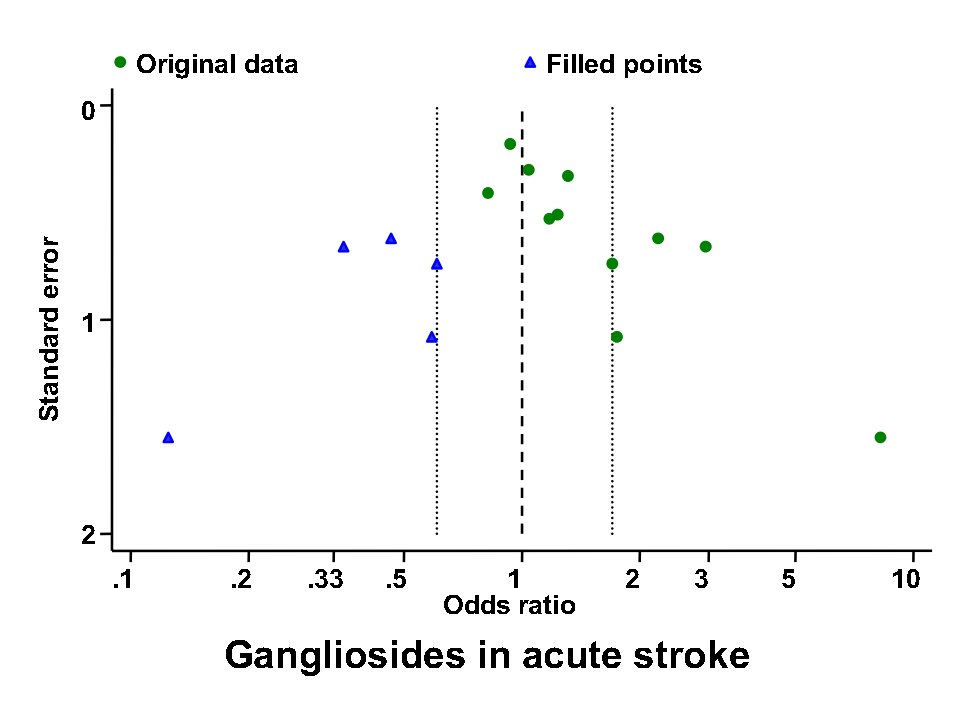 Original data Filled points
0
1
2
Standard error
.1 .2 .33 .5 1 2 3 5 10
Odds ratio
Gangliosides in acute stroke